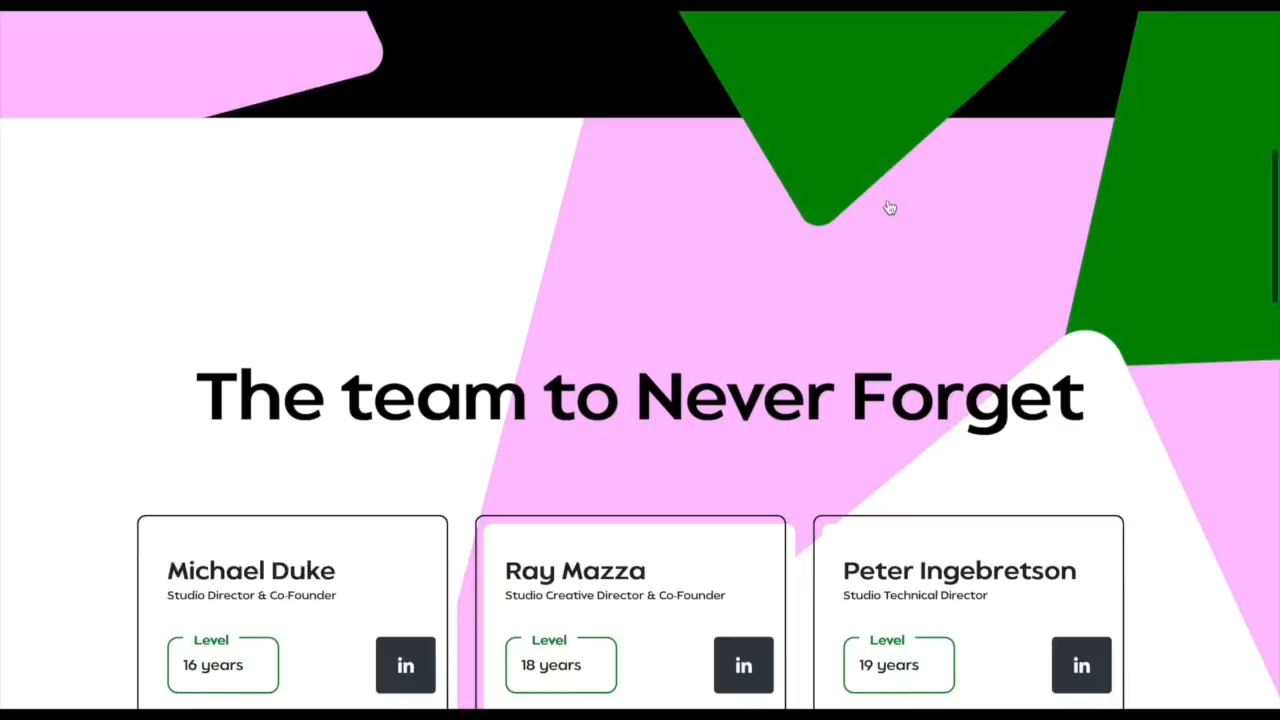 The team to Never Forget
Michael Duke
Studio Director & Co-Founder
Level
16 years
in
Ray Mazza
Studio Creative Director & Co-Founder
Level
18 years
in
Peter Ingebretson
Studio Technical Director
Level
19 years
in